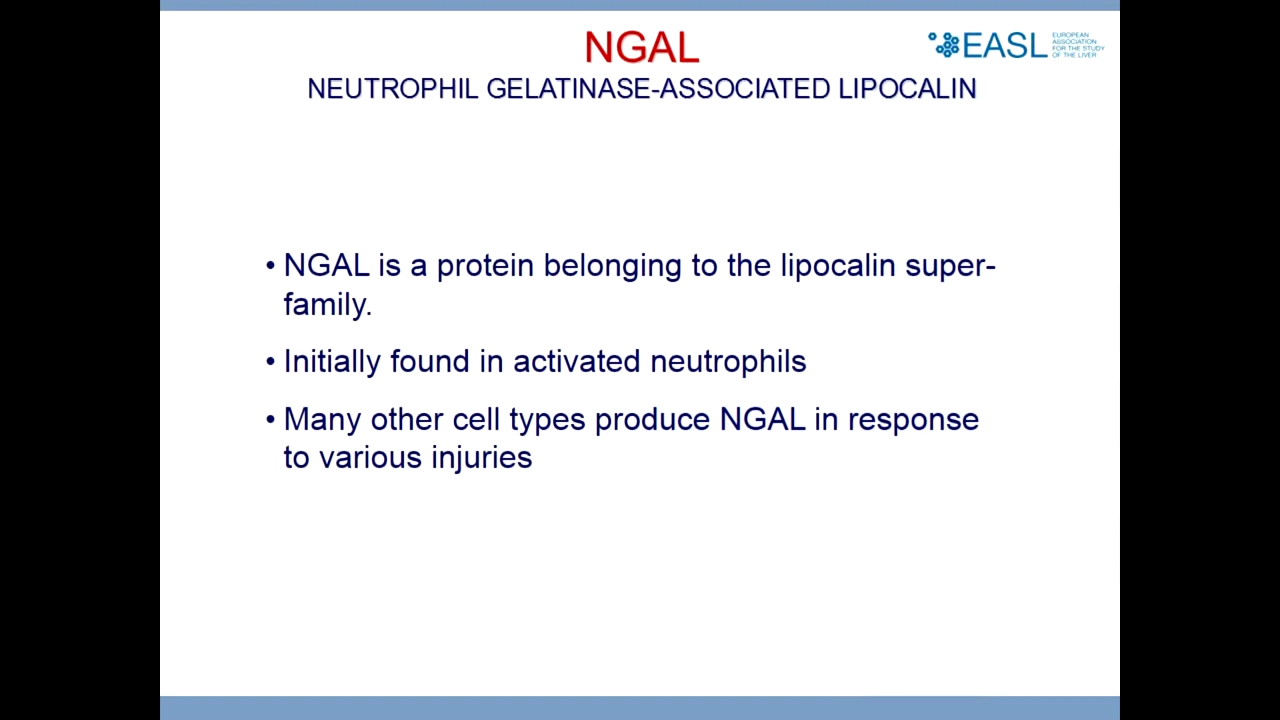 NGAL
NEUTROPHIL GELATINASE-ASSOCIATED LIPOCALIN
EASL
EUROPEAN
ASSOCIATION
FOR THE STUDY
OF THE LIVER
• NGAL is a protein belonging to the lipocalin super-
family.
• Initially found in activated neutrophils
• Many other cell types produce NGAL in response
to various injuries